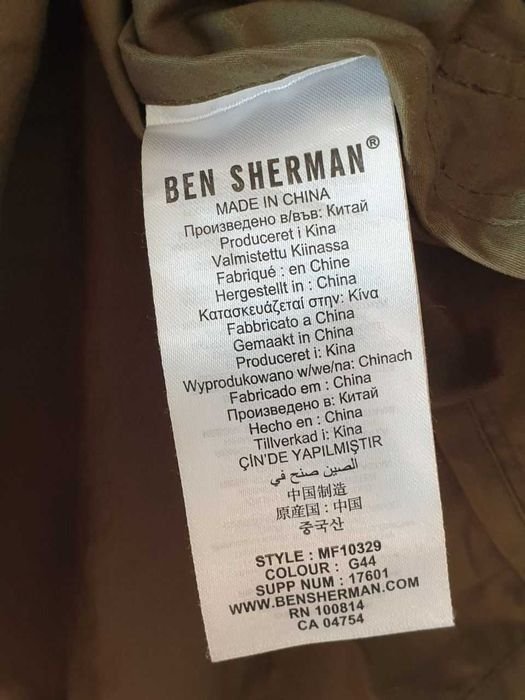 BEN SHERMAN®
MADE IN CHINA
Произведено в/във: Китай
Produceret i Kina
Valmistettu Kiinassa
Fabriqué : en Chine
Hergestellt in : China
Κατασκευάζεταί στην: Κίνα
Fabbricato a China
Gemaakt in China
Produceret i: Kina
Wyprodukowano w/we/na: Chinach
Fabricado em : China
Произведено в: Китай
Hecho en : China
Tillverkad i: Kina
ÇİN'DE YAPILMIŞTIR
الصين صنح في
中国制造
原産国 : 中国
중국산
STYLE : MF10329
COLOUR : G44
SUPP NUM : 17601
WWW.BENSHERMAN.COM
RN 100814
CA 04754